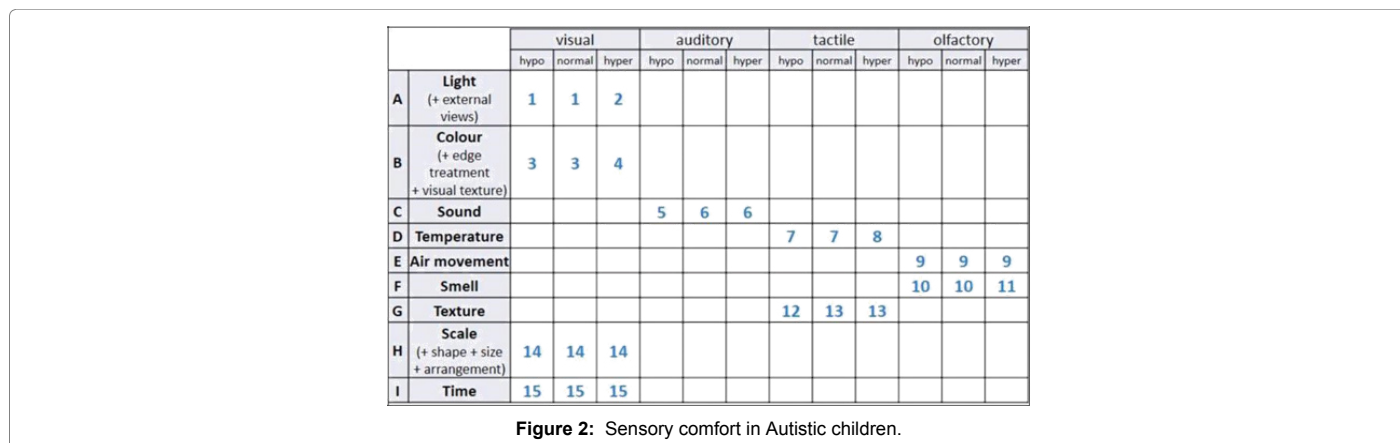 visual auditory tactile olfactory
hypo normal hyper hypo normal hyper hypo normal hyper hypo normal hyper
A Light (+ external views) 1 1 2
B Colour (+ edge treatment + visual texture) 3 3 4
C Sound 5 6 6
D Temperature 7 7 8
E Air movement 9 9 9
F Smell 10 10 11
G Texture 12 13 13
H Scale (+ shape + size + arrangement) 14 14 14
I Time 15 15 15
Figure 2: Sensory comfort in Autistic children.